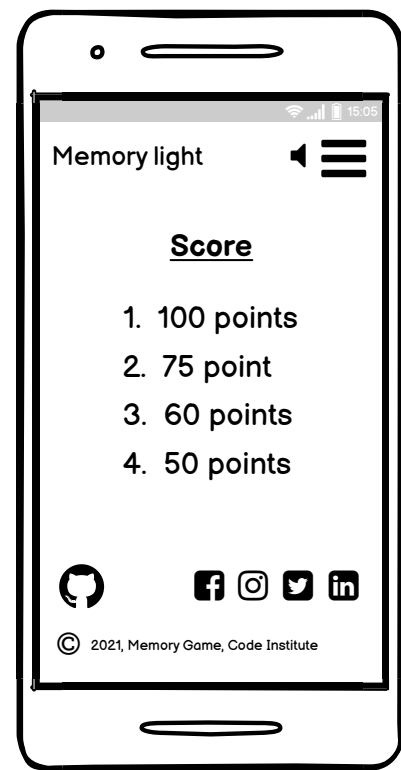 15:05
Memory light
Score
1. 100 points
2. 75 point
3. 60 points
4. 50 points
© 2021, Memory Game, Code Institute